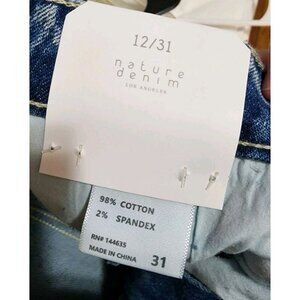 12/31
nature
denim
LOS ANGELES
98% COTTON
2% SPANDEX
RN# 144635
MADE IN CHINA
31